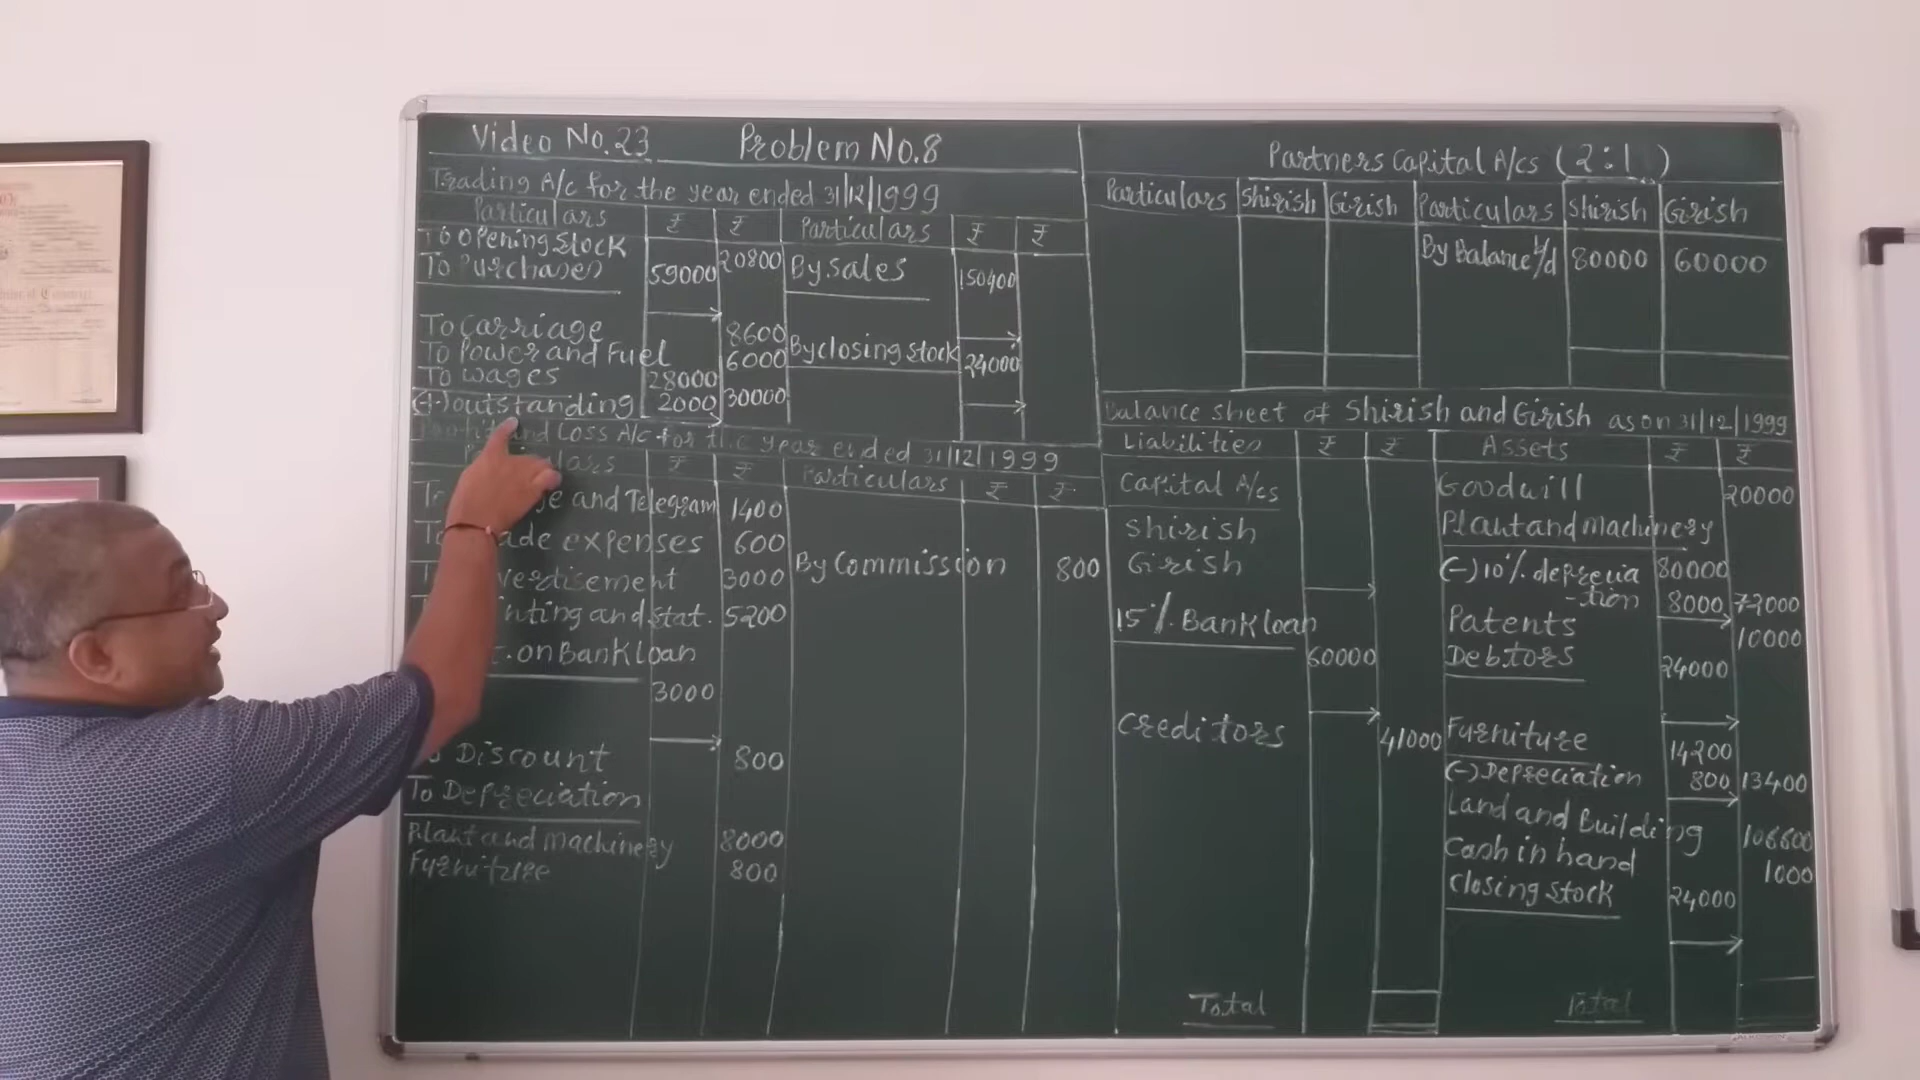 Video No.23 Problem No.8
Trading A/c for the year ended 31/12/1999
Particulars ₹ ₹ Particulars ₹ ₹
To opening stock 20800
To Purchases 59000 By Sales 150400
To Carriage 8600
To Power and Fuel 6000 By closing stock 24000
To wages 28000
(+) outstanding 2000 30000
and Loss A/c for the year ended 31/12/1999
₹ ₹ Particulars ₹ ₹
and Telegram 1400
expenses 600
By Commission 800
3000
and stat. 5200
on Bank loan
3000
Discount 800
To Depreciation
Plant and machinery 8000
Furniture 800
Partners Capital A/cs (2:1)
Particulars Shirish Girish Particulars Shirish Girish
By Balance b/d 80000 60000
Balance sheet of Shirish and Girish as on 31/12/1999
Liabilities ₹ ₹ Assets ₹ ₹
Capital A/cs Goodwill 20000
Shirish Plant and machinery
Girish 80000
(-) 10% deprecia
-tion 8000 72000
15% Bank loan Patents 10000
60000 Debtors 24000
Creditors 41000 Furniture 14200
(-) Depreciation 800 13400
Land and Building 106600
Cash in hand 1000
Closing stock 24000
Total Total